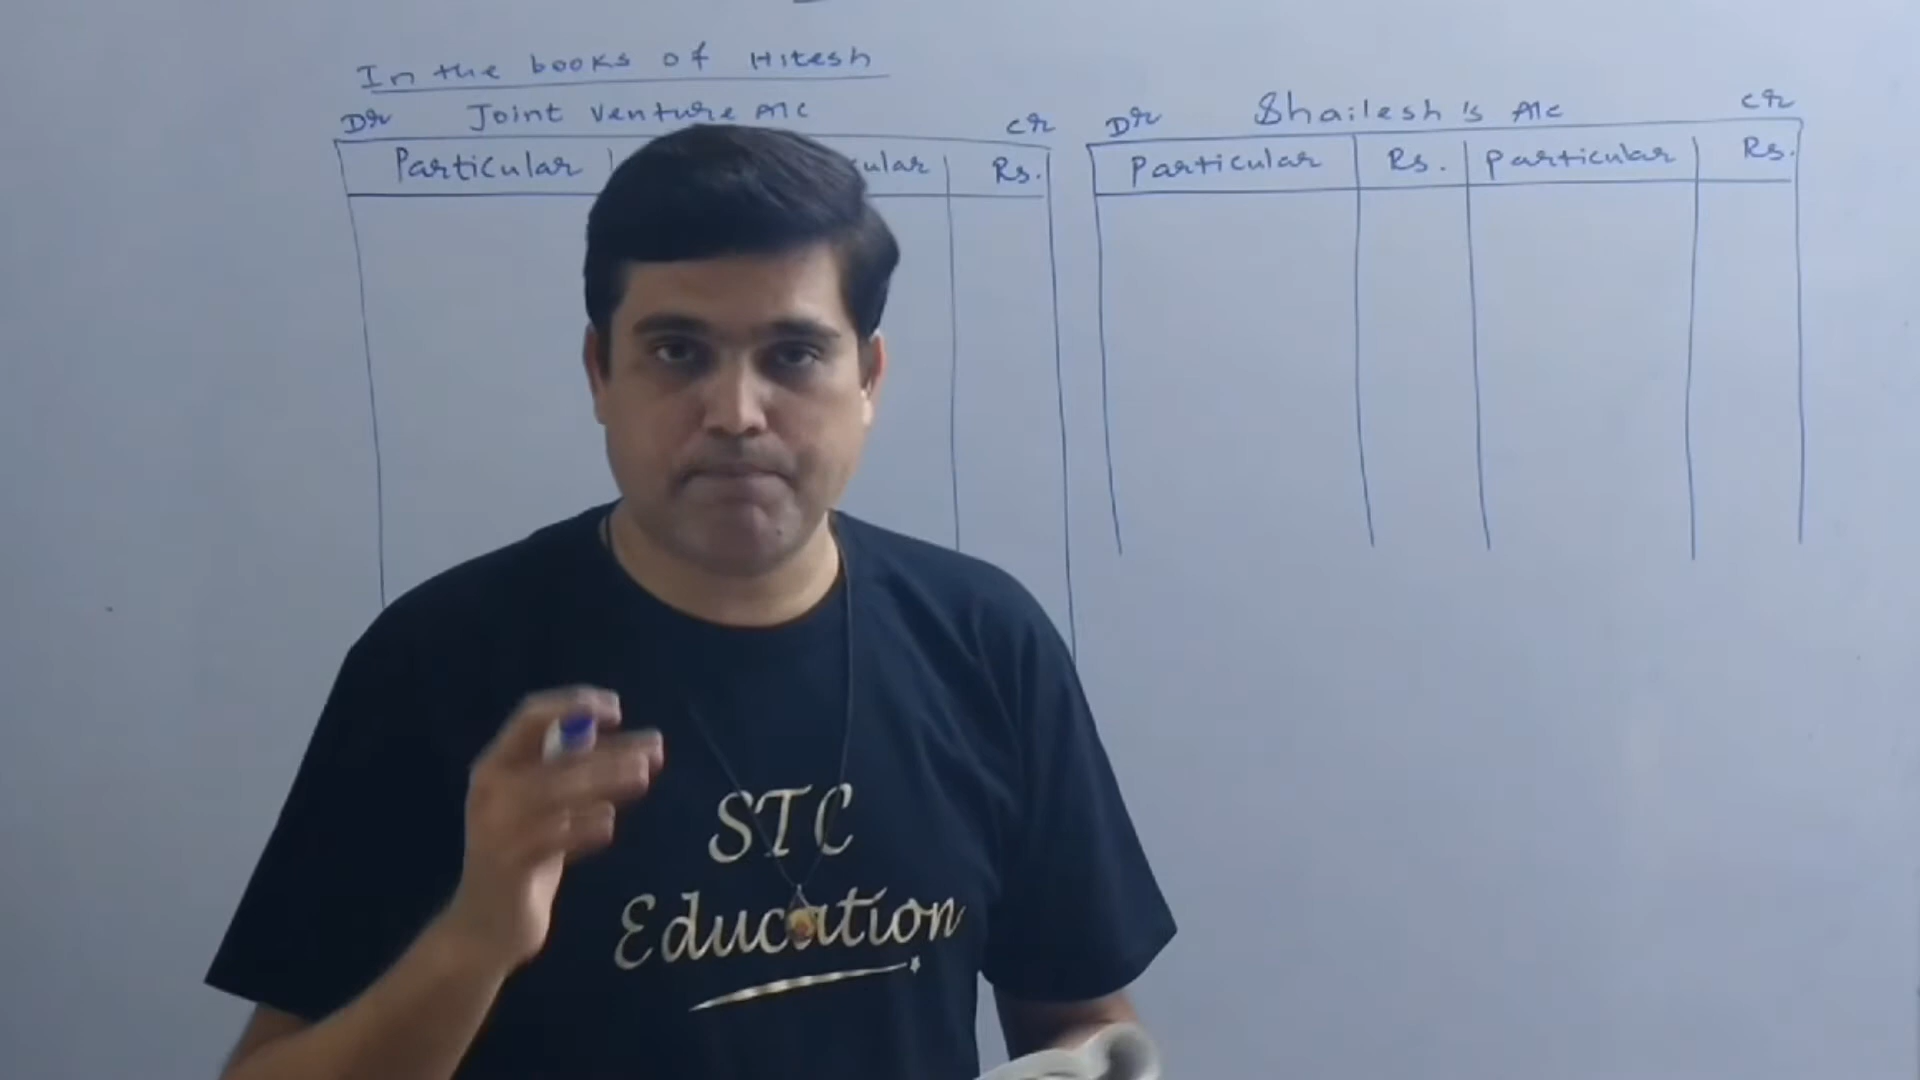 In the books of Hitesh
Dr Joint Venture A/c Cr
Particular Rs.
Dr Shailesh's A/c Cr
Particular Rs. Particular Rs.
STC
Education